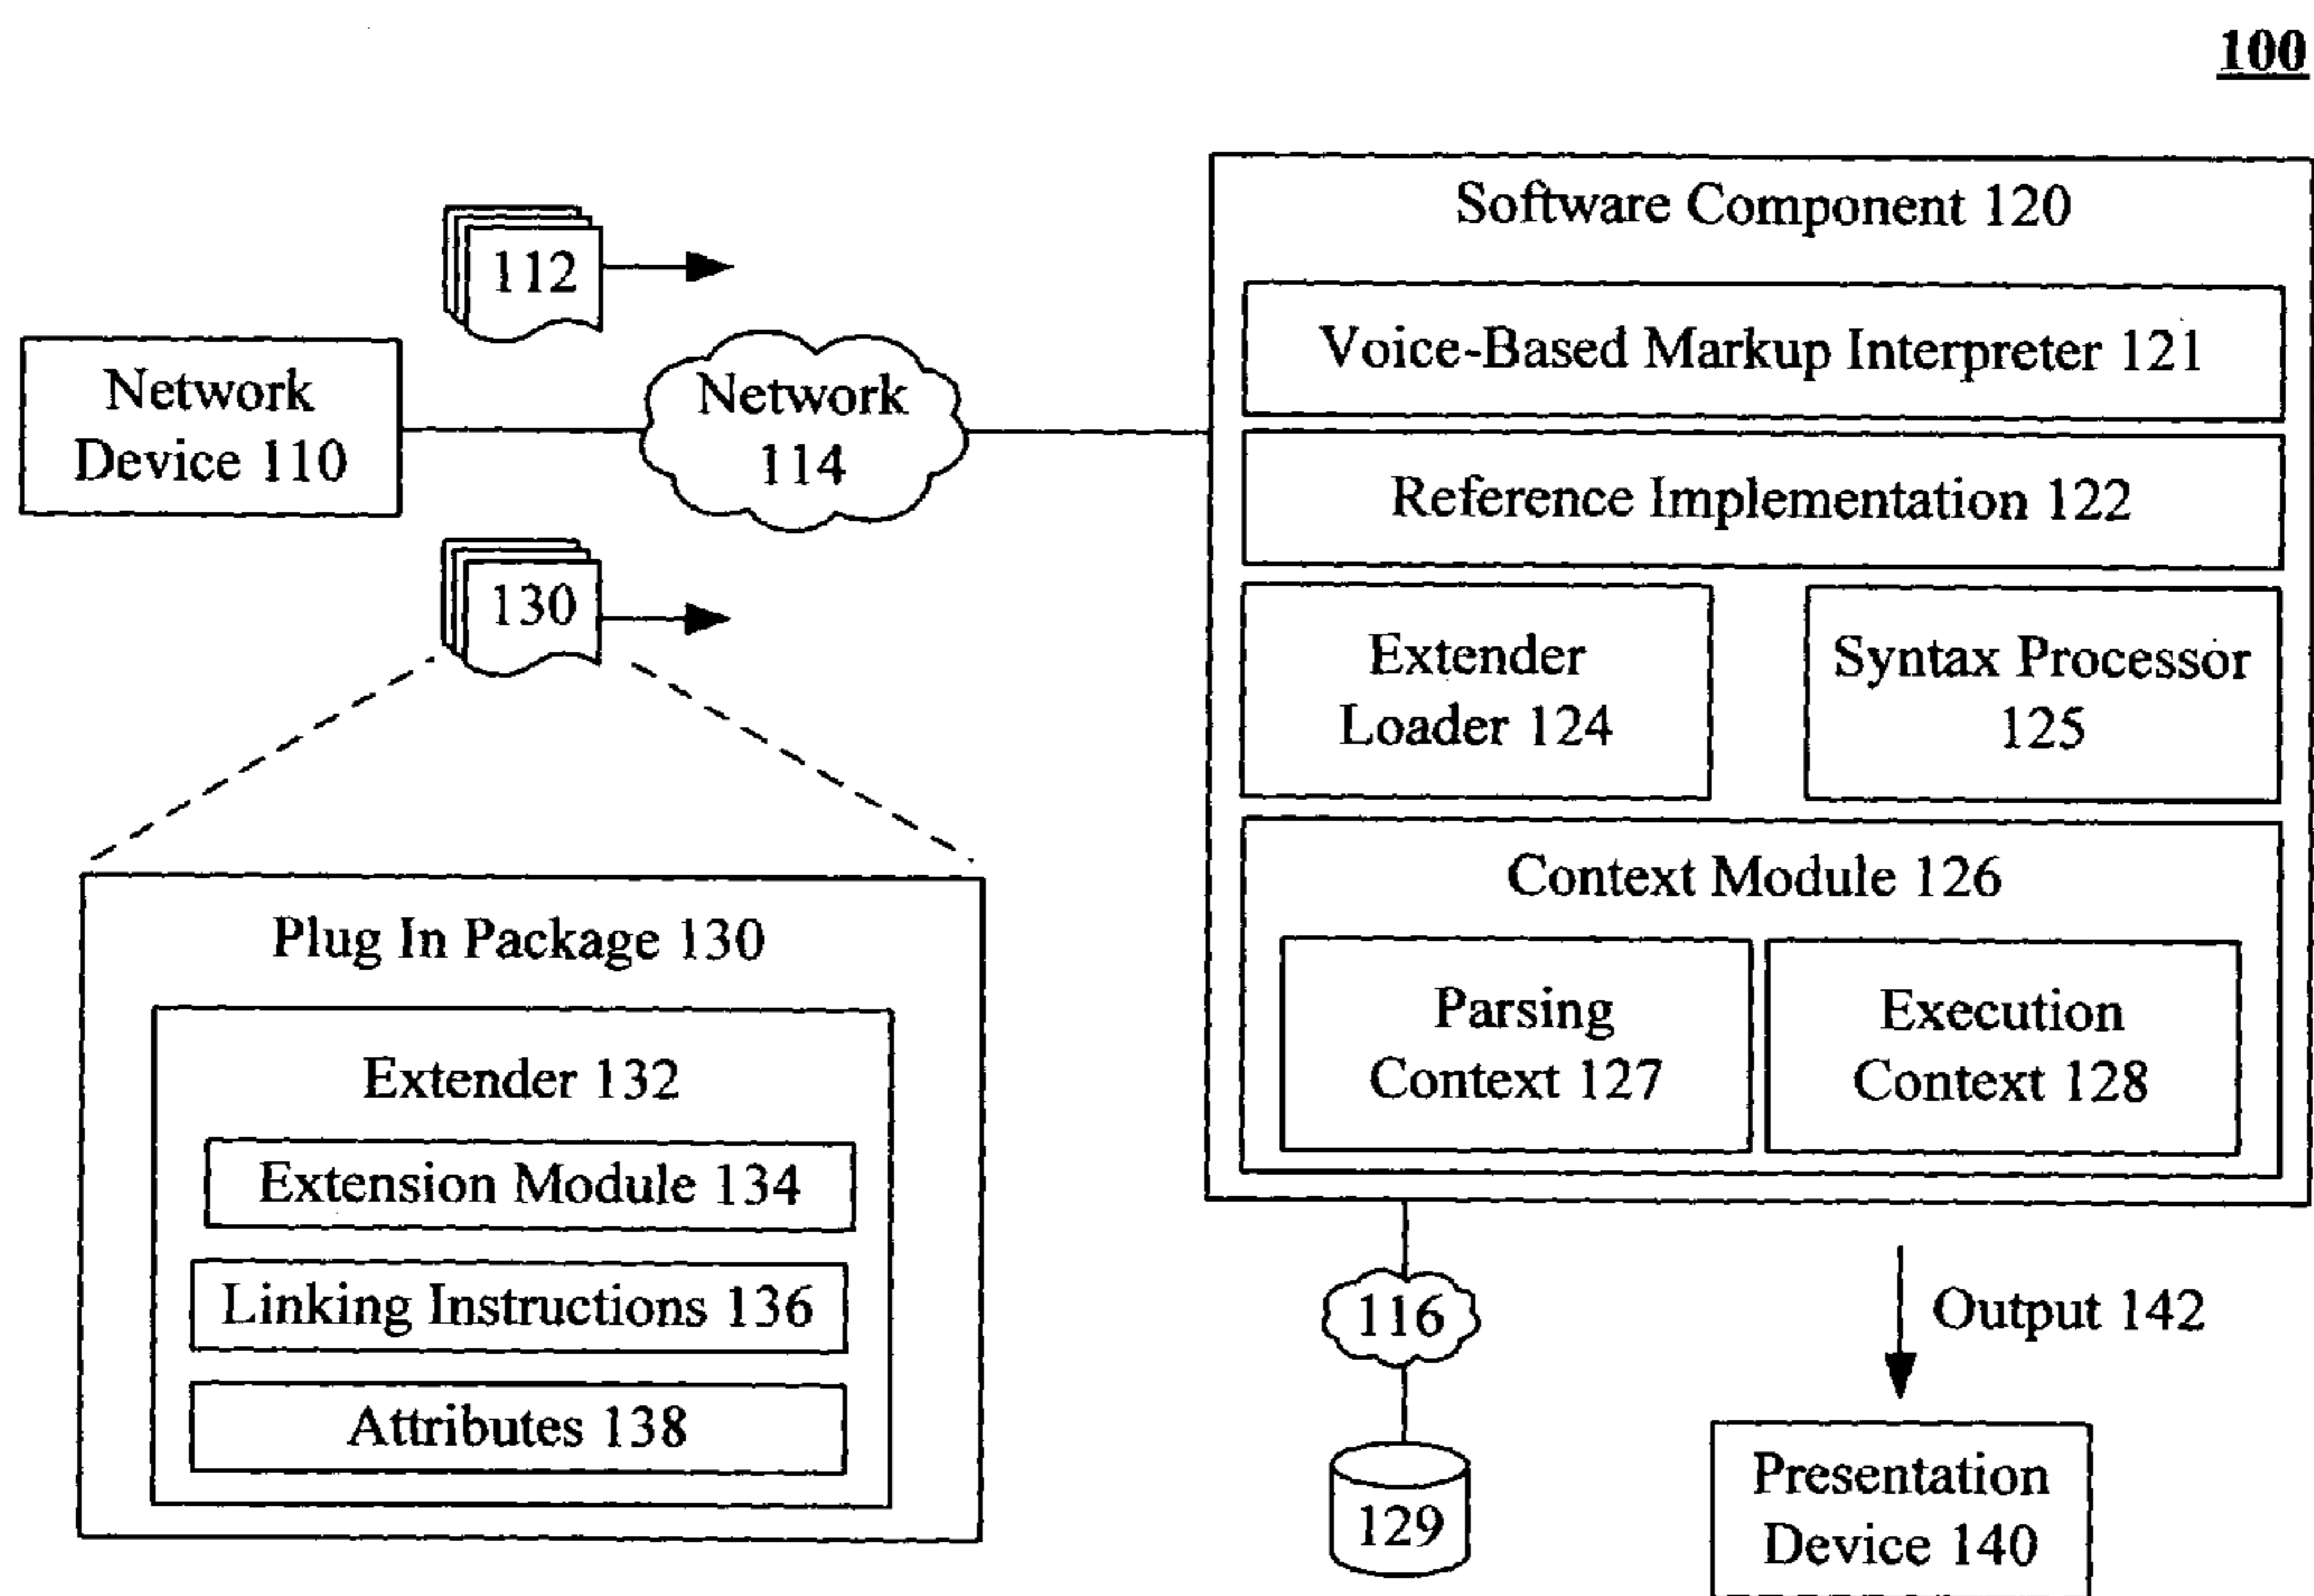 100
Software Component 120
112
Voice-Based Markup Interpreter 121
Network
Device 110
Network
114
Reference Implementation 122
130
Extender
Loader 124
Syntax Processor
125
Context Module 126
Parsing
Context 127
Execution
Context 128
Plug In Package 130
Extender 132
Extension Module 134
Linking Instructions 136
Attributes 138
116
Output 142
129
Presentation
Device 140